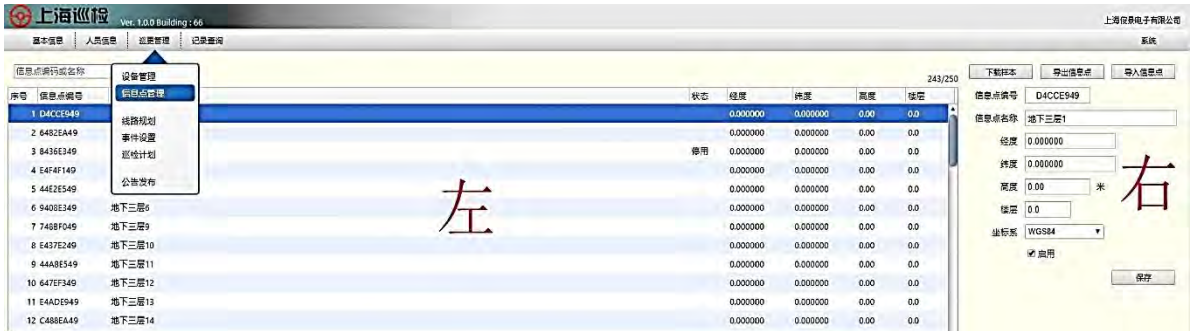 上海巡检 Ver. 1.0.0 Building : 66
上海俊景电子有限公司
基本信息 人员信息 巡更管理 记录查询 系统
信息点编码或名称
243/250
设备管理
信息点管理
线路规划
事件设置
巡检计划
公告发布
序号 信息点编号 状态 经度 纬度 高度 楼层
1 D4CCE949 0.000000 0.000000 0.00 0.0
2 6482EA49 0.000000 0.000000 0.00 0.0
3 8436E349 停用 0.000000 0.000000 0.00 0.0
4 E4F4F149 0.000000 0.000000 0.00 0.0
5 44E2E549 0.000000 0.000000 0.00 0.0
6 9408E349 地下三层6 0.000000 0.000000 0.00 0.0
7 748BF049 地下三层9 0.000000 0.000000 0.00 0.0
8 E437E249 地下三层10 0.000000 0.000000 0.00 0.0
9 44A8E549 地下三层11 0.000000 0.000000 0.00 0.0
10 647EF349 地下三层12 0.000000 0.000000 0.00 0.0
11 E4ADE949 地下三层13 0.000000 0.000000 0.00 0.0
12 C488EA49 地下三层14 0.000000 0.000000 0.00 0.0
左
下载样本 导出信息点 导入信息点
信息点编号 D4CCE949
信息点名称 地下三层1
经度 0.000000
纬度 0.000000
高度 0.00 米
楼层 0.0
坐标系 WGS84
启用
保存
右